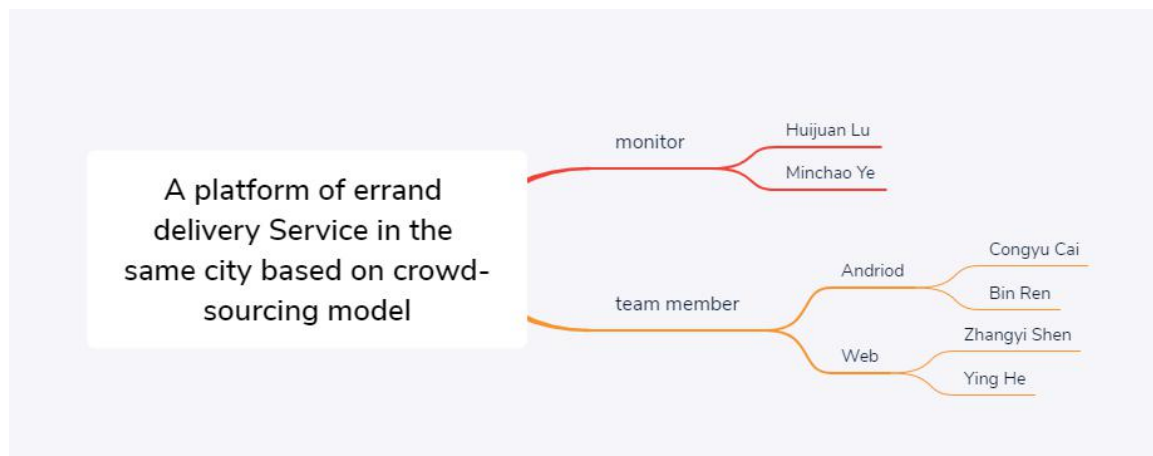 A platform of errand
delivery Service in the
same city based on crowd-
sourcing model
monitor
Huijuan Lu
Minchao Ye
team member
Andriod
Congyu Cai
Bin Ren
Web
Zhangyi Shen
Ying He